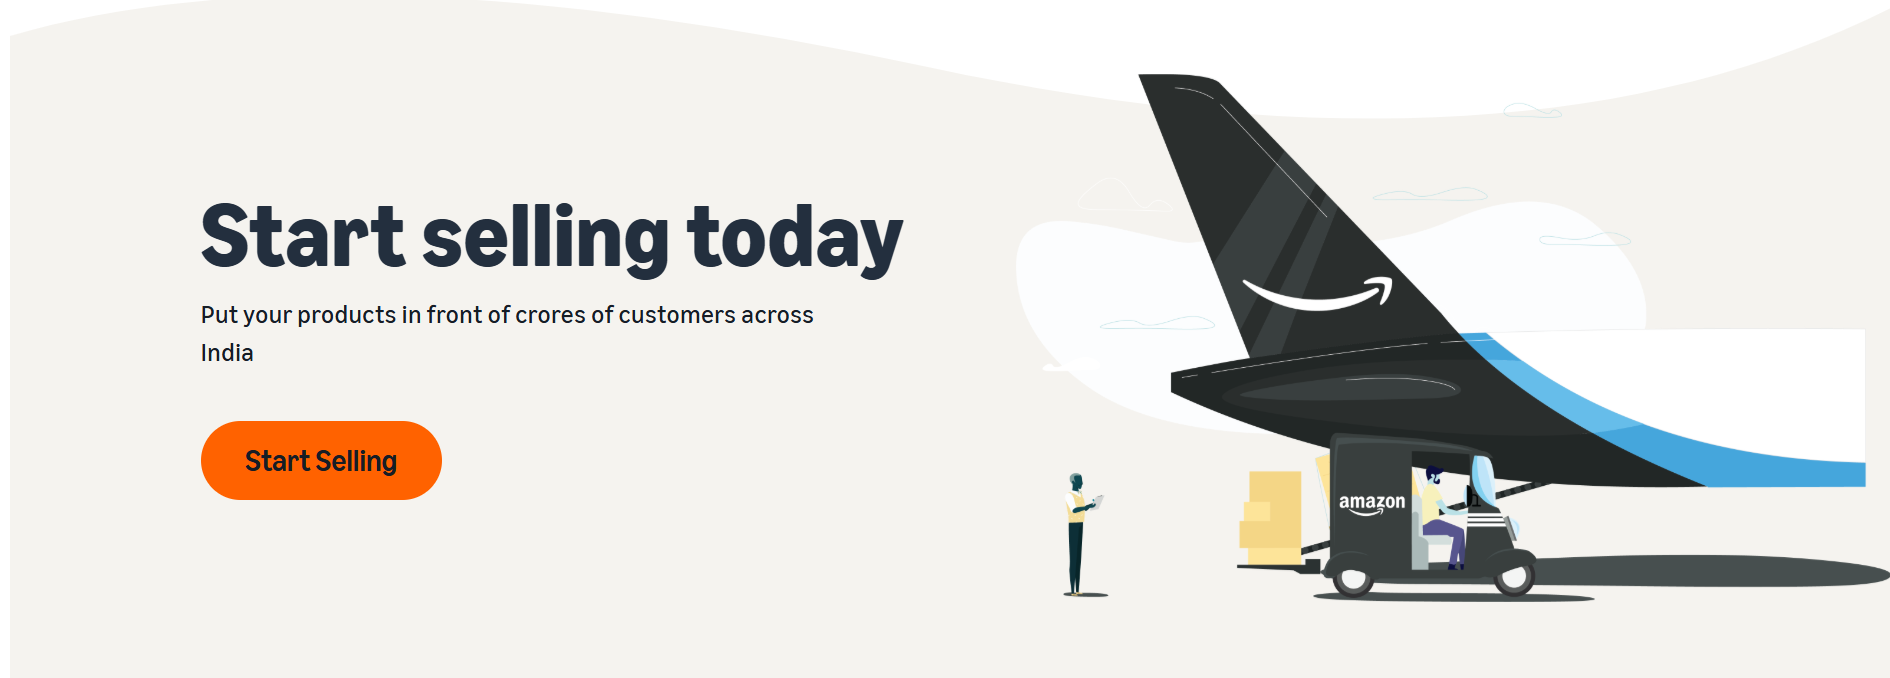 Start selling today
Put your products in front of crores of customers across
India
Start Selling
amazon